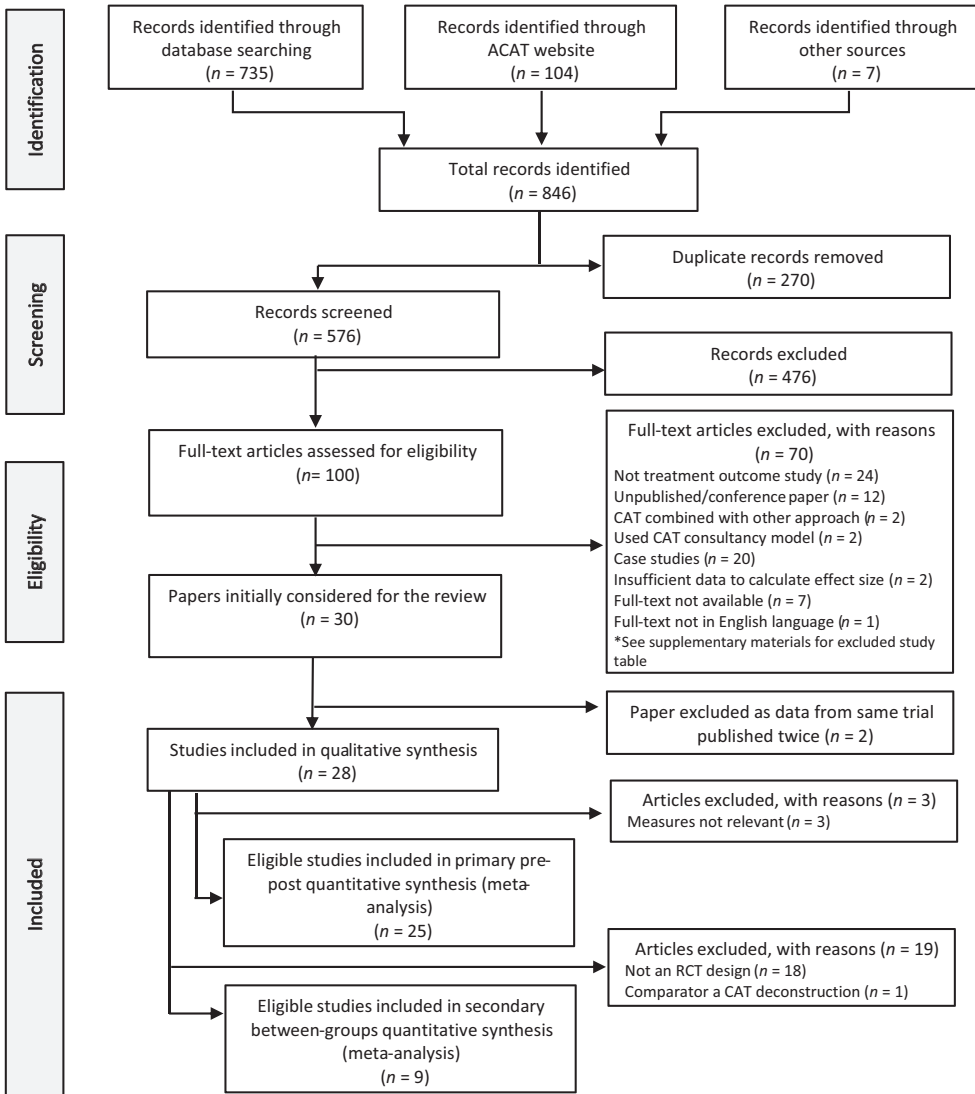 Identification
Records identified through
database searching
(n = 735)
Records identified through
ACAT website
(n = 104)
Records identified through
other sources
(n = 7)
Total records identified
(n = 846)
Screening
Duplicate records removed
(n = 270)
Records screened
(n = 576)
Records excluded
(n = 476)
Eligibility
Full-text articles assessed for eligibility
(n= 100)
Full-text articles excluded, with reasons
(n = 70)
Not treatment outcome study (n = 24)
Unpublished/conference paper (n = 12)
CAT combined with other approach (n = 2)
Used CAT consultancy model (n = 2)
Case studies (n = 20)
Insufficient data to calculate effect size (n = 2)
Full-text not available (n = 7)
Full-text not in English language (n = 1)
*See supplementary materials for excluded study
table
Papers initially considered for the review
n = 30)
Included
Paper excluded as data from same trial
published twice (n = 2)
Studies included in qualitative synthesis
(n = 28)
Articles excluded, with reasons (n = 3)
Measures not relevant (n = 3)
Eligible studies included in primary pre-
post quantitative synthesis (meta-
analysis)
(n = 25)
Articles excluded, with reasons (n = 19)
Not an RCT design (n = 18)
Comparator a CAT deconstruction (n = 1)
Eligible studies included in secondary
between-groups quantitative synthesis
(meta-analysis)
(n = 9)